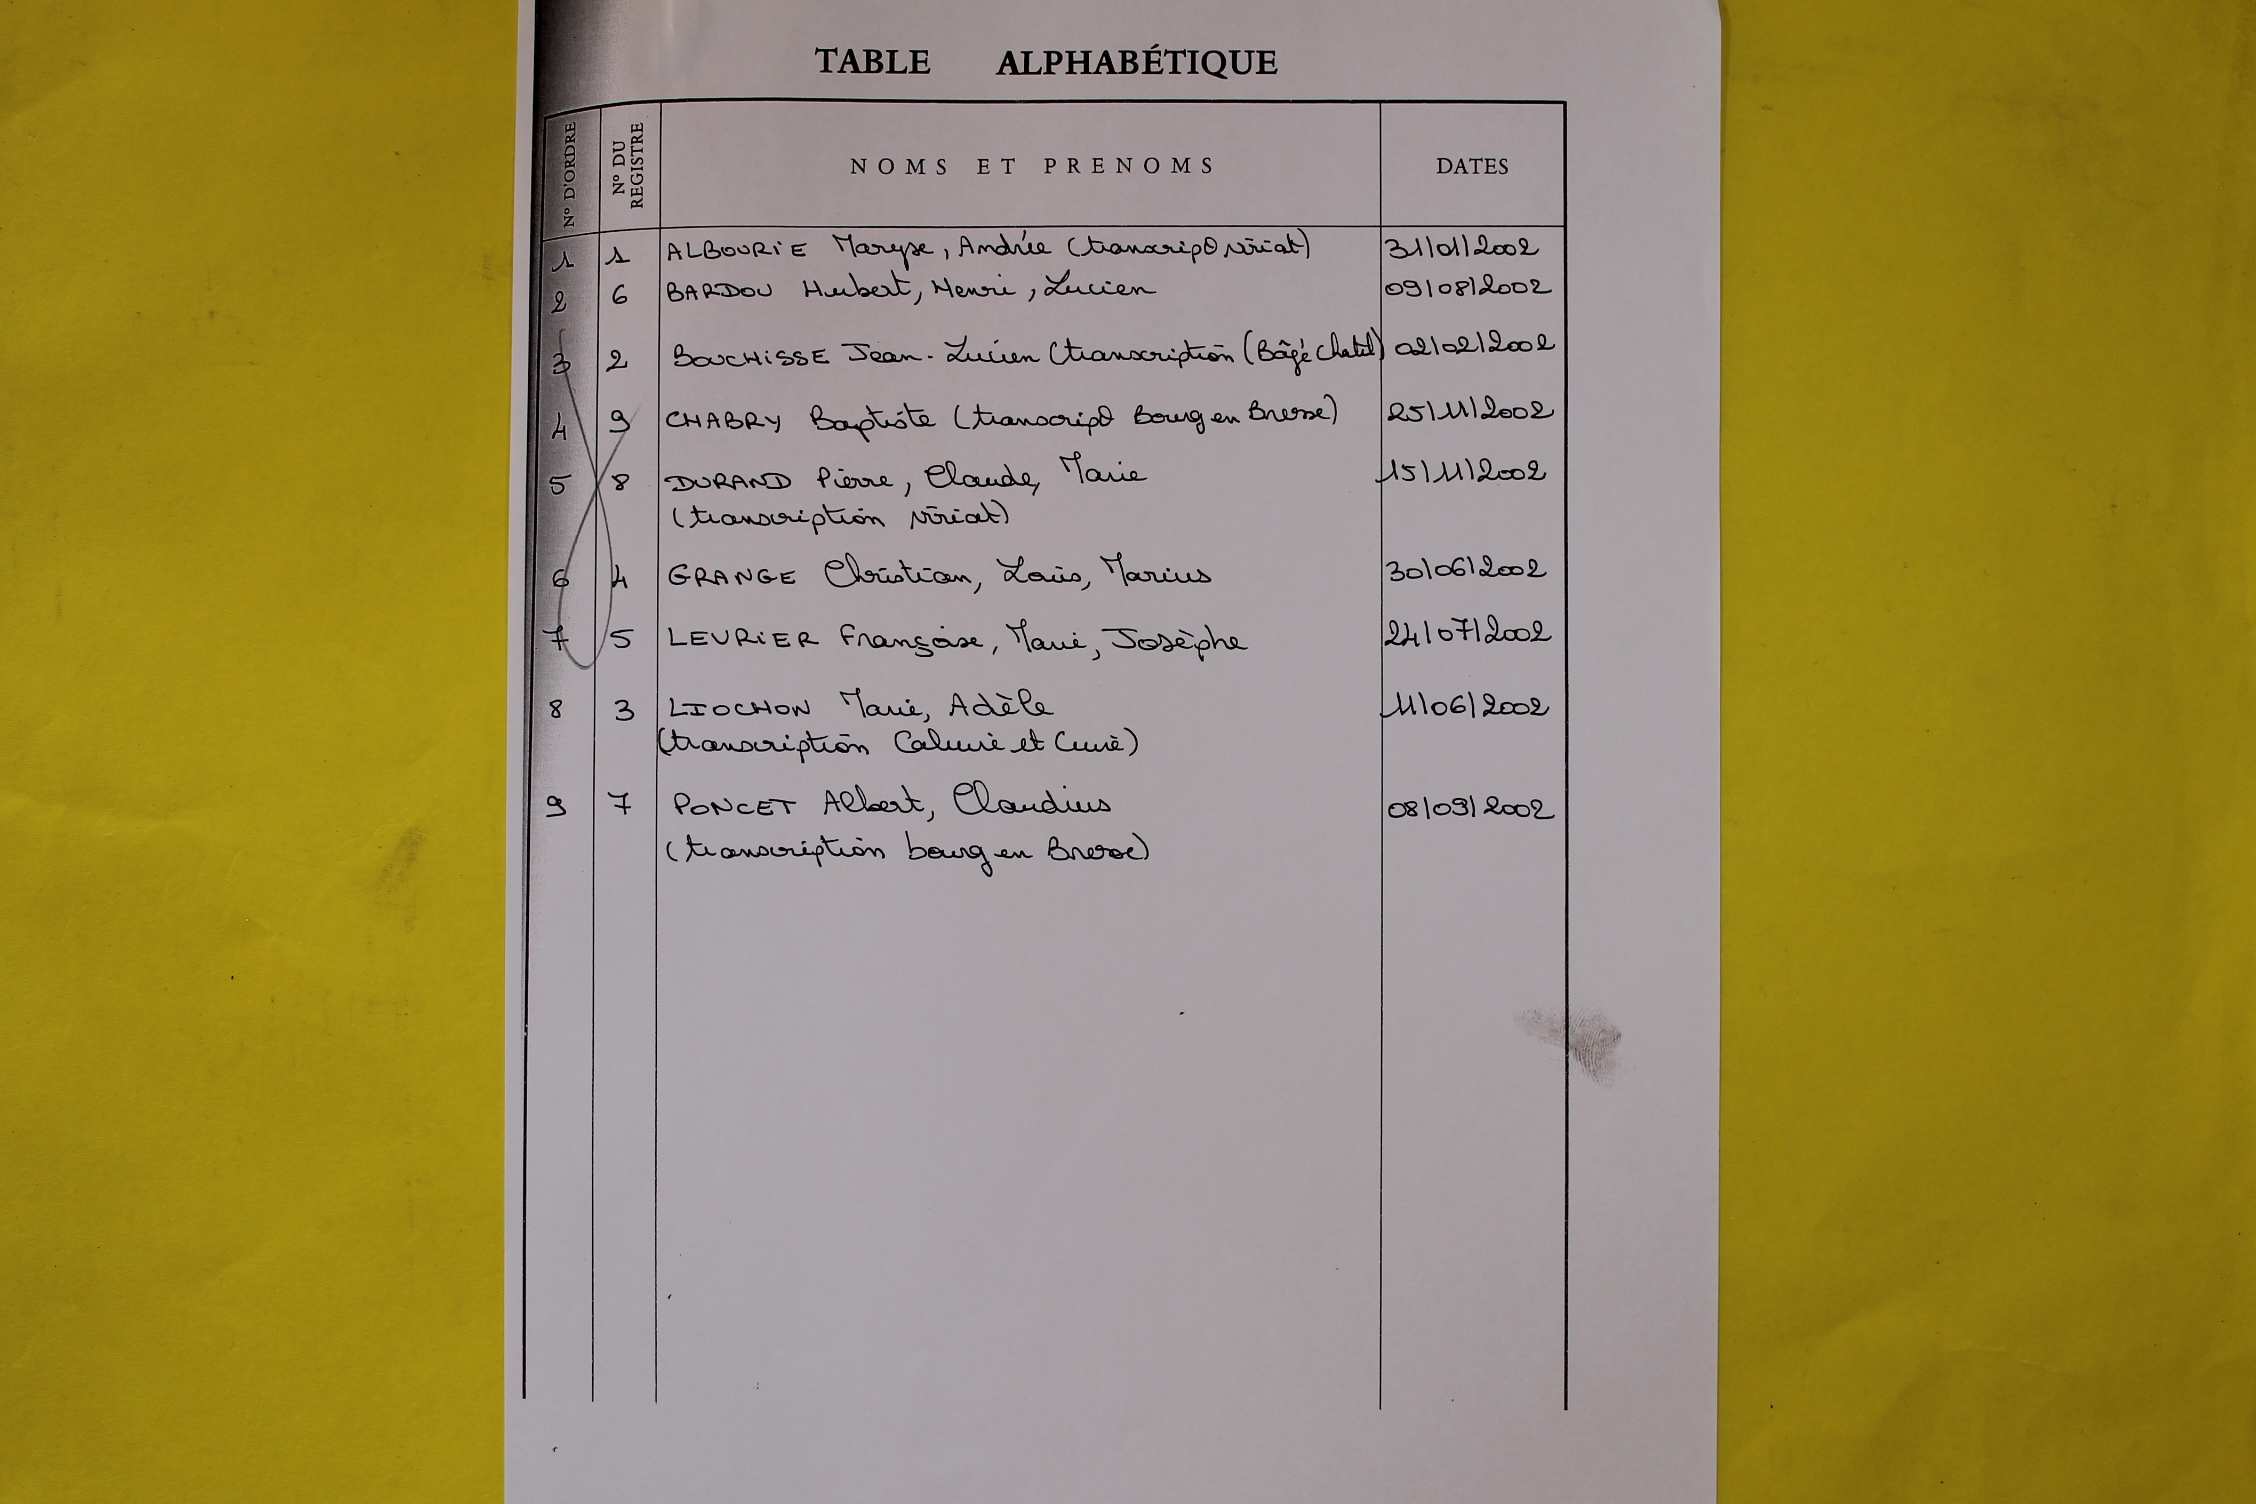 TABLE ALPHABÉTIQUE
N° D'ORDRE N° DU REGISTRE NOMS ET PRENOMS DATES
1 1 ALBOURIE Maryse, Andrée (transcript° viriat) 31/01/2002
2 6 BARDOU Hubert, Henri, Lucien 09/08/2002
3 2 BOUCHISSE Jean-Lucien (transcription (Bâgé Chatel) 02/02/2002
4 9 CHABRY Baptiste (transcript° Bourg en Bresse) 25/11/2002
5 8 DURAND Pierre, Claude, Marie 15/11/2002
(transcription viriat)
6 4 GRANGE Christian, Louis, Marius 30/06/2002
7 5 LEVRIER Françoise, Marie, Josèphe 24/07/2002
8 3 LIOCHON Marie, Adèle 11/06/2002
(transcription Caluire et Cuire)
9 7 PONCET Albert, Claudius 08/09/2002
(transcription bourg en Bresse)